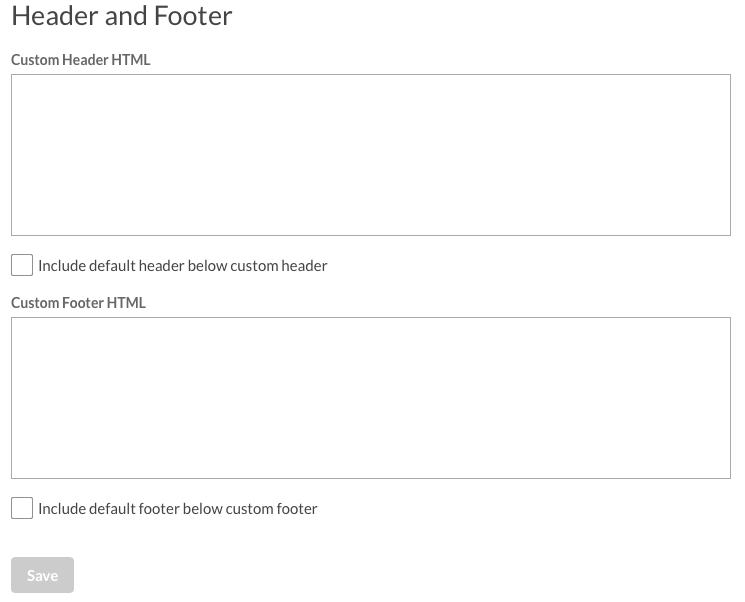 Header and Footer
Custom Header HTML
Include default header below custom header
Custom Footer HTML
Include default footer below custom footer
Save